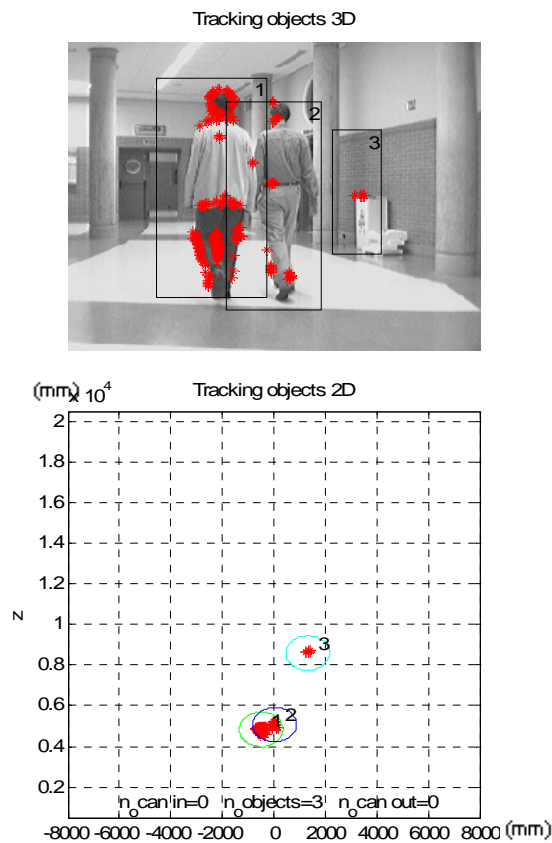 Tracking objects 3D
1
2
3
(mm) x 10^4
Tracking objects 2D
2
1.8
1.6
1.4
1.2
1
0.8
0.6
0.4
0.2
z
3
1 2
n_o can in=0 n_o objects=3 n_o can out=0
-8000 -6000 -4000 -2000 0 2000 4000 6000 8000 (mm)